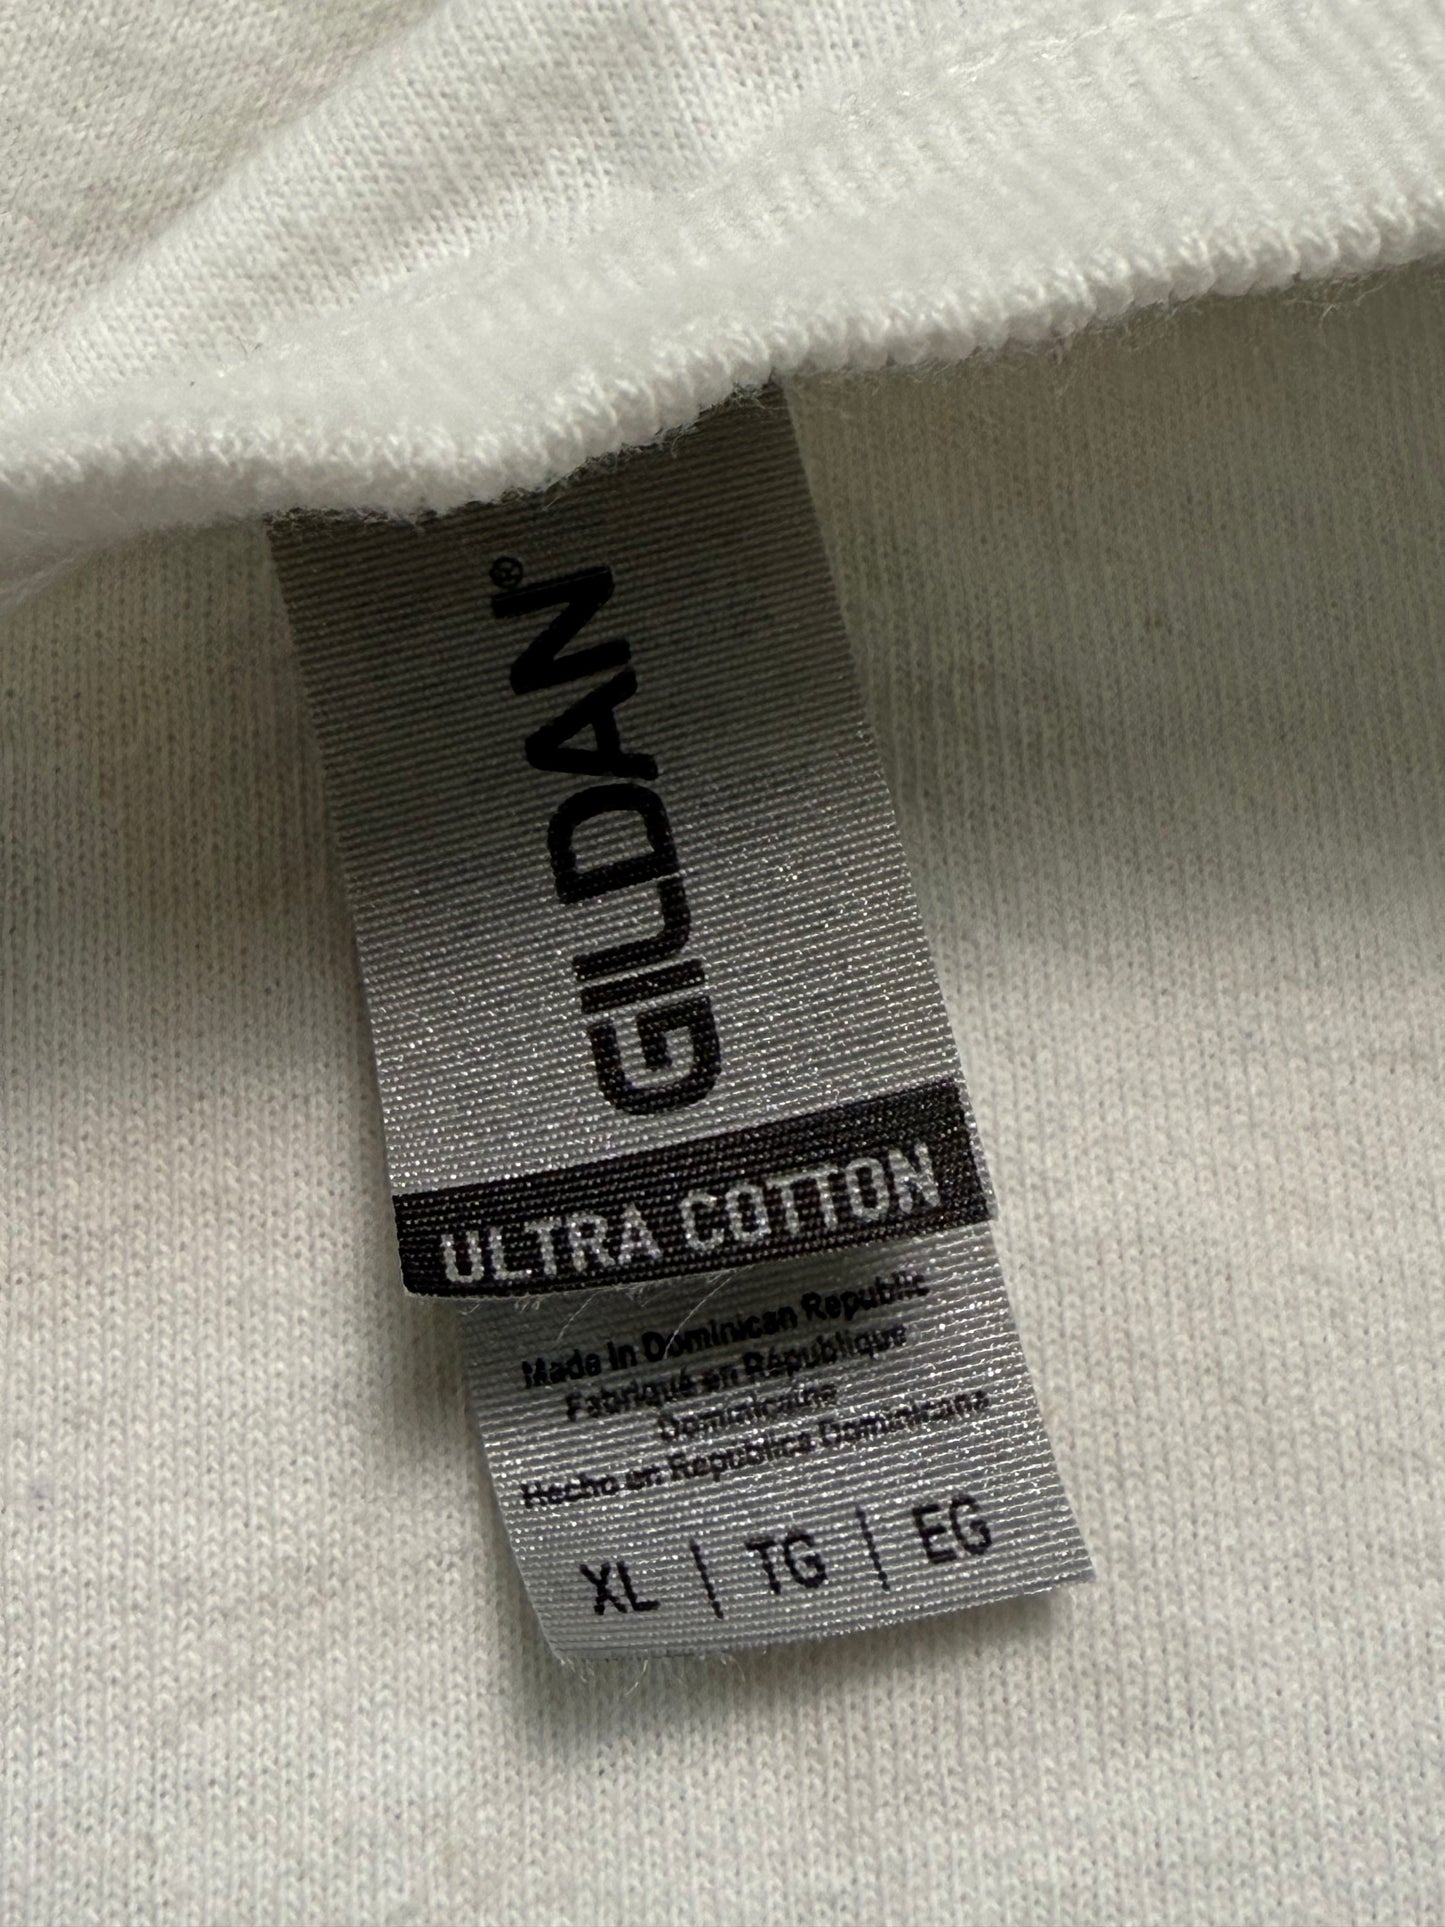 GILDAN®
ULTRA COTTON
Made in Dominican Republic
Fabriqué en République
Dominicaine
Hecho en República Dominicana
XL | TG | EG